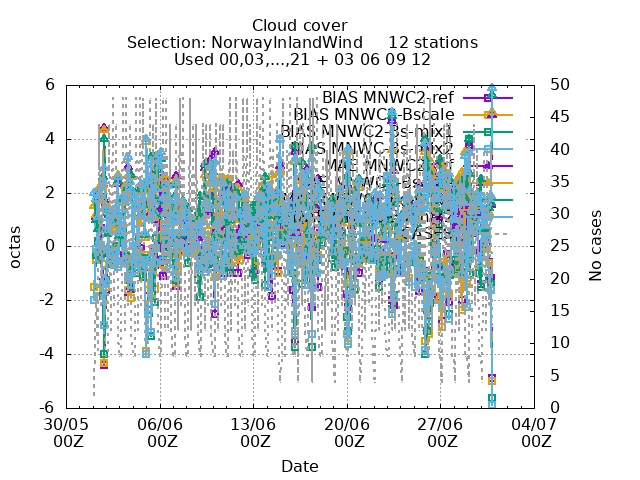 Cloud cover
Selection: NorwayInlandWind 12 stations
Used 00,03,...,21 + 03 06 09 12
BIAS MNWC2-ref
BIAS MNWC2-Bscale
BIAS MNWC2-Bs-mix1
BIAS MNWC-Bs-mix2
MAE MNWC2-ref
6
4
2
0
-2
-4
-6
octas
50
45
40
35
30
25
20
15
10
5
0
No cases
30/05 06/06 13/06 20/06 27/06 04/07
00Z 00Z 00Z 00Z 00Z 00Z
Date